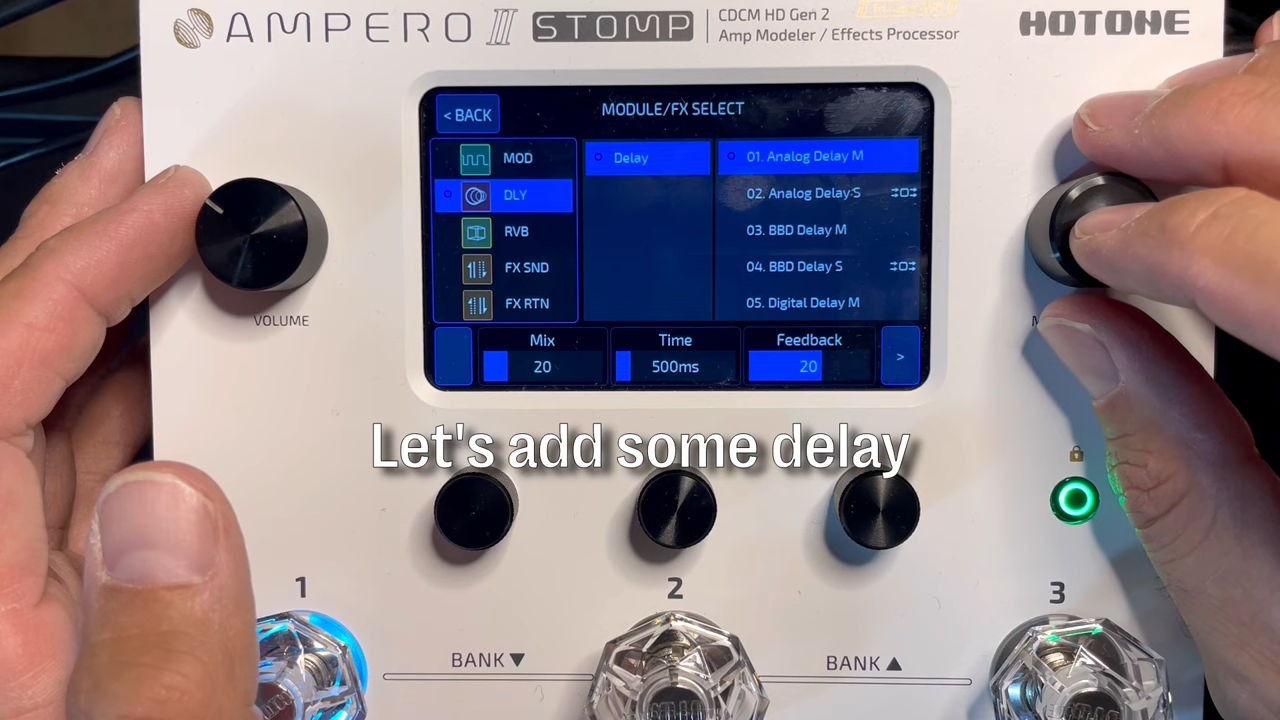 AMPERO II STOMP
CDCM HD Gen 2
Amp Modeler / Effects Processor
HOTONE
< BACK
MODULE/FX SELECT
MOD
DLY
RVB
FX SND
FX RTN
Delay
01. Analog Delay M
02. Analog Delay S
03. BBD Delay M
04. BBD Delay S
05. Digital Delay M
Mix
20
Time
500ms
Feedback
20
>
VOLUME
Let's add some delay
1
2
3
BANK ▼
BANK ▲